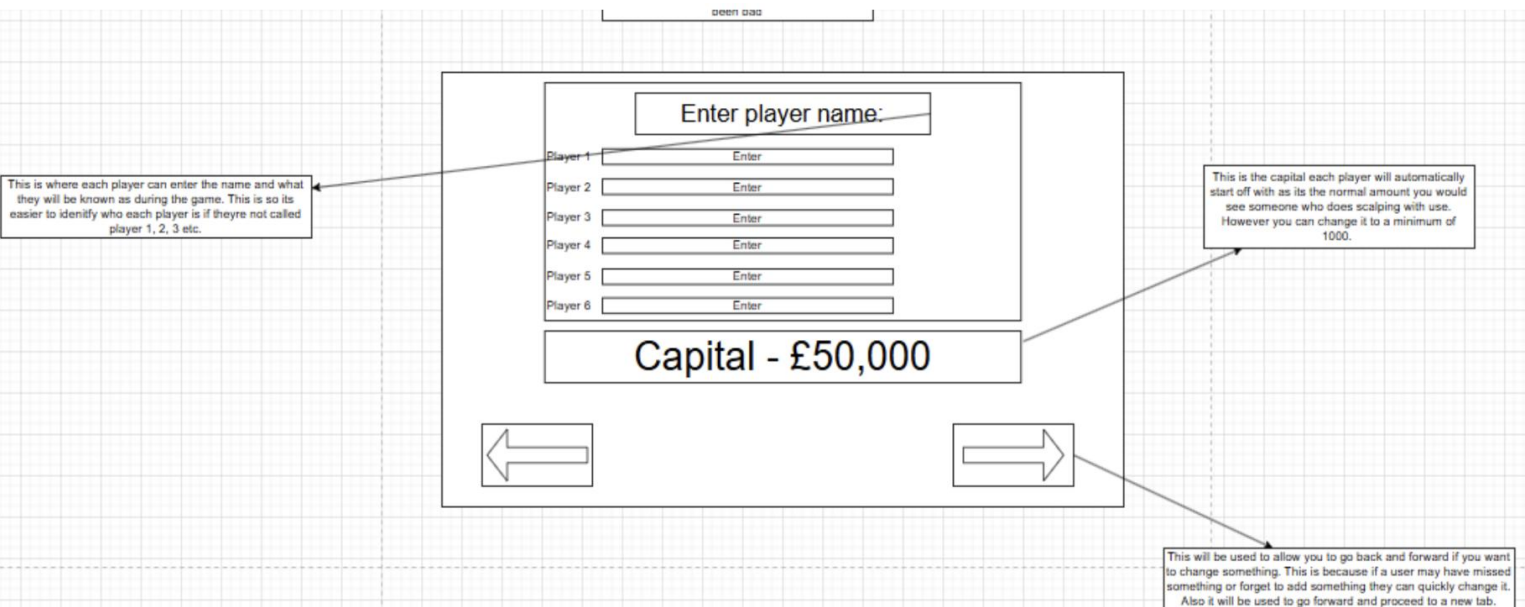 been bad
Enter player name:
Player 1 Enter
Player 2 Enter
Player 3 Enter
Player 4 Enter
Player 5 Enter
Player 6 Enter
Capital - £50,000
This is where each player can enter the name and what
they will be known as during the game. This is so its
easier to idenitfy who each player is if theyre not called
player 1, 2, 3 etc.
This is the capital each player will automatically
start off with as its the normal amount you would
see someone who does scalping with use.
However you can change it to a minimum of
1000.
This will be used to allow you to go back and forward if you want
to change something. This is because if a user may have missed
something or forget to add something they can quickly change it.
Also it will be used to go forward and proceed to a new tab.